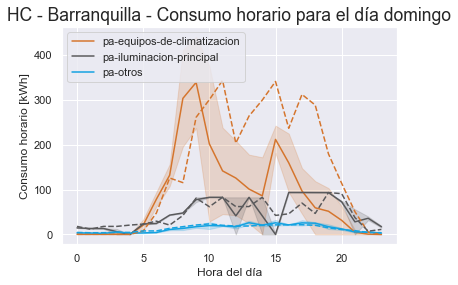 HC - Barranquilla - Consumo horario para el día domingo
pa-equipos-de-climatizacion
pa-iluminacion-principal
pa-otros
Consumo horario [kWh]
400
300
200
100
0
0 5 10 15 20
Hora del día